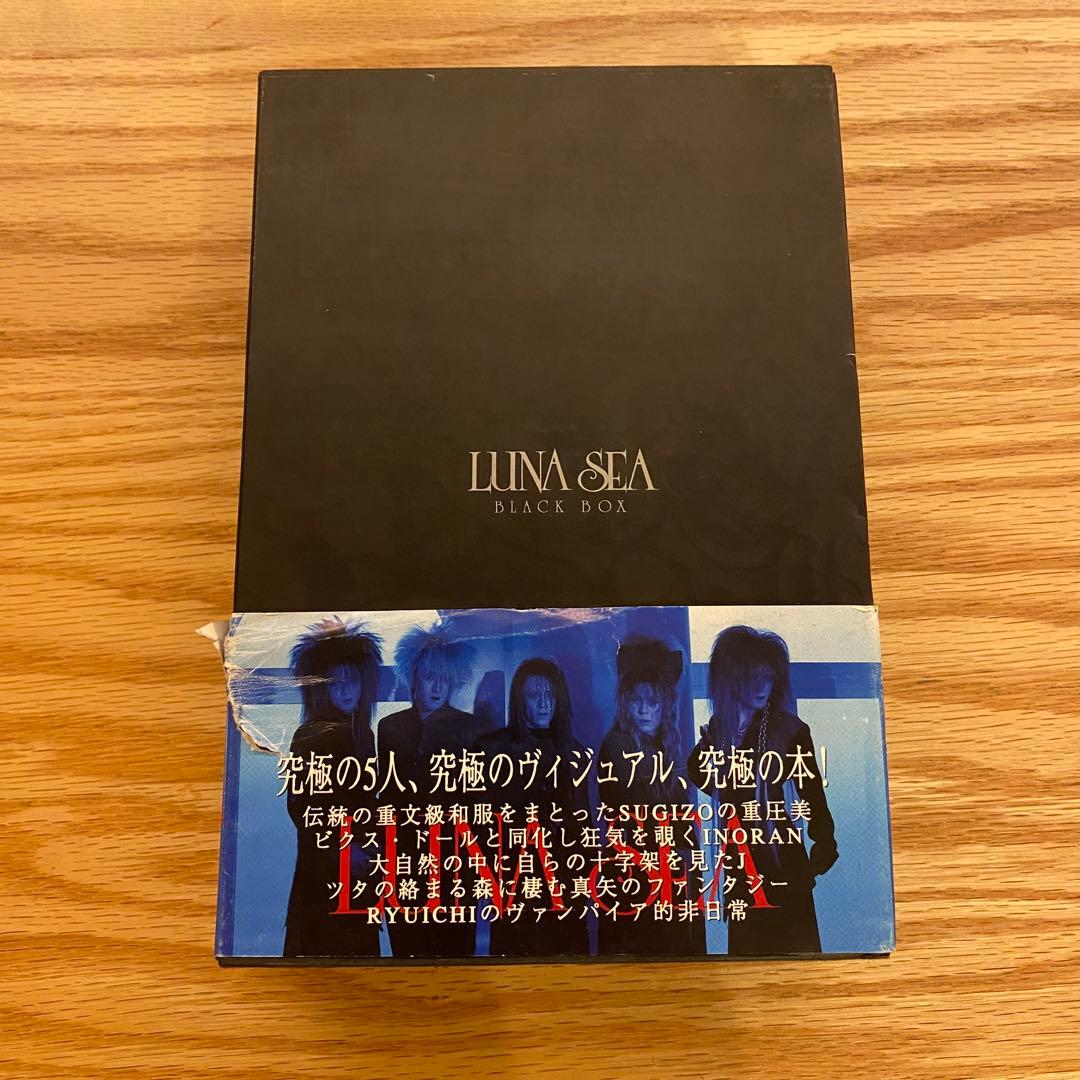 LUNA SEA
BLACK BOX
究極の5人、究極のヴィジュアル、究極の本!
伝統の重文級和服をまとったSUGIZOの重圧美
ビクス・ドールと同化し狂気を覗くINORAN
大自然の中に自らの十字架を見たJ
ツタの絡まる森に棲む真矢のファンタジー
RYUICHIのヴァンパイア的非日常
LUNA SEA